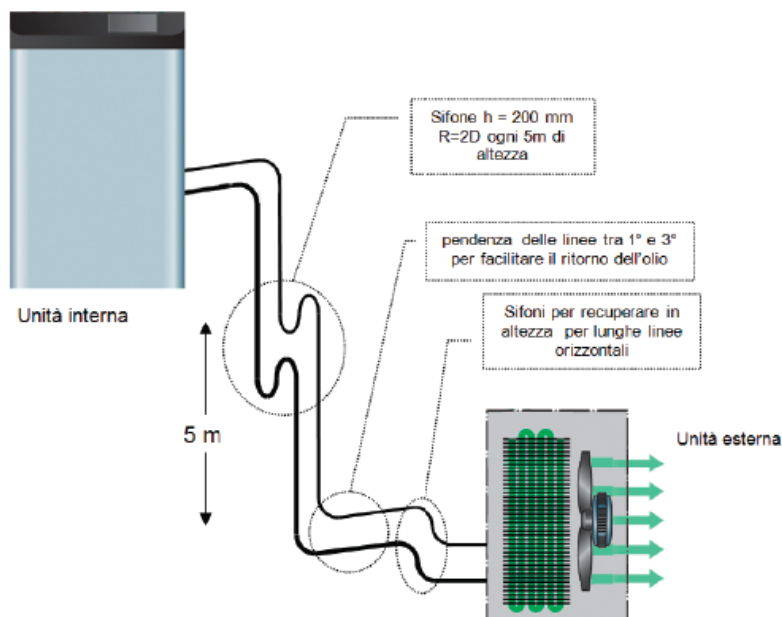 Sifone h = 200 mm
R=2D ogni 5m di
altezza
pendenza delle linee tra 1° e 3°
per facilitare il ritorno dell'olio
Unità interna
Sifoni per recuperare in
altezza per lunghe linee
orizzontali
5 m
Unità esterna